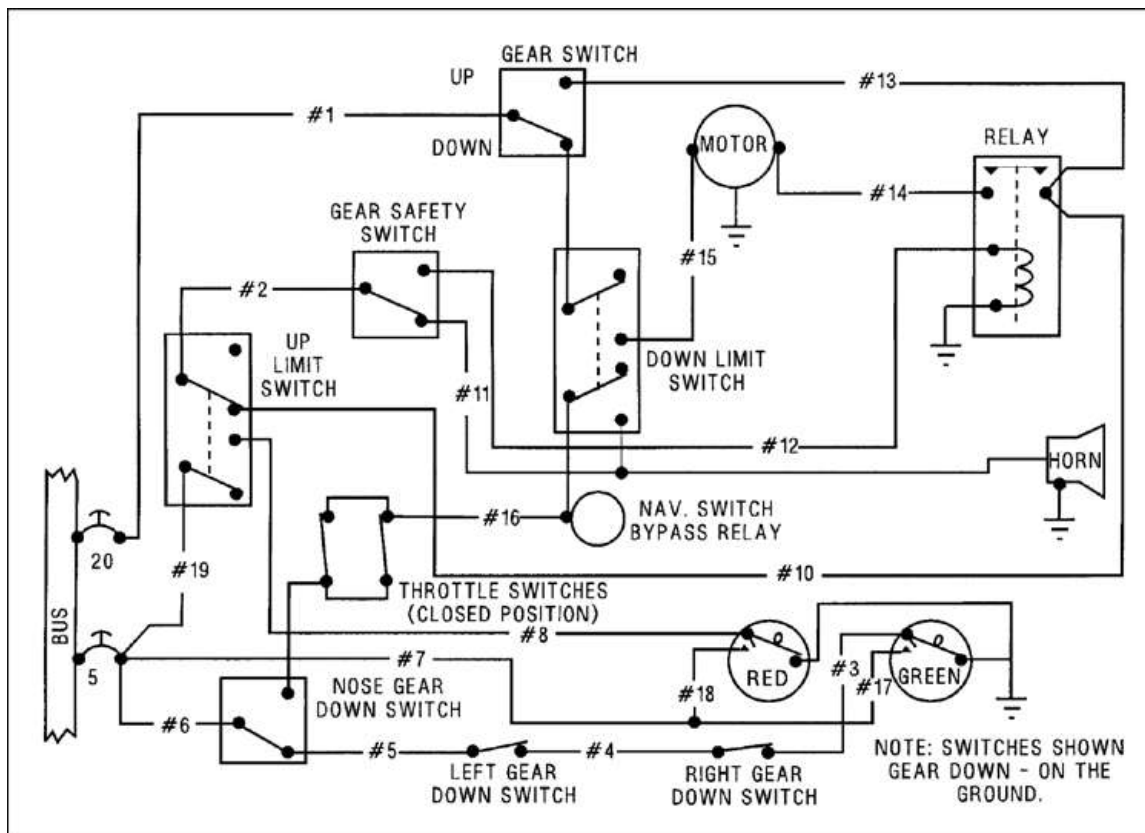 GEAR SWITCH
UP
#13
#1
MOTOR
RELAY
DOWN
#14
GEAR SAFETY
SWITCH
#15
#2
UP
LIMIT
SWITCH
DOWN LIMIT
SWITCH
#11
#12
HORN
#16
NAV. SWITCH
BYPASS RELAY
20
#19
#10
THROTTLE SWITCHES
(CLOSED POSITION)
BUS
#8
#7
#3
5
RED
GREEN
#17
#18
NOSE GEAR
DOWN SWITCH
#6
#5
#4
LEFT GEAR
DOWN SWITCH
RIGHT GEAR
DOWN SWITCH
NOTE: SWITCHES SHOWN
GEAR DOWN - ON THE
GROUND.